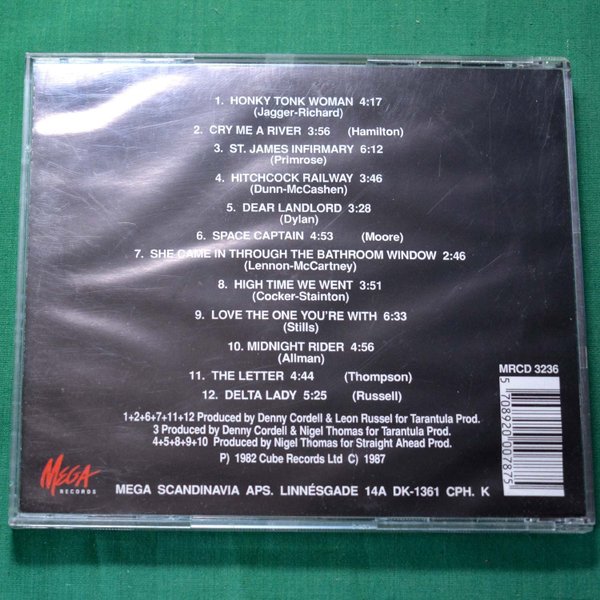 1. HONKY TONK WOMAN 4:17
(Jagger-Richard)
2. CRY ME A RIVER 3:56 (Hamilton)
3. ST. JAMES INFIRMARY 6:12
(Primrose)
4. HITCHCOCK RAILWAY 3:46
(Dunn-McCashen)
5. DEAR LANDLORD 3:28
(Dylan)
6. SPACE CAPTAIN 4:53 (Moore)
7. SHE CAME IN THROUGH THE BATHROOM WINDOW 2:46
(Lennon-McCartney)
8. HIGH TIME WE WENT 3:51
(Cocker-Stainton)
9. LOVE THE ONE YOU'RE WITH 6:33
(Stills)
10. MIDNIGHT RIDER 4:56
(Allman)
11. THE LETTER 4:44 (Thompson)
12. DELTA LADY 5:25 (Russell)
1+2+6+7+11+12 Produced by Denny Cordell & Leon Russel for Tarantula Prod.
3 Produced by Denny Cordell & Nigel Thomas for Tarantula Prod.
4+5+8+9+10 Produced by Nigel Thomas for Straight Ahead Prod.
P) 1982 Cube Records Ltd C) 1987
MEGA
RECORDS
MEGA SCANDINAVIA APS. LINNÉSGADE 14A DK-1361 CPH. K
MRCD 3236
5 708920 007875